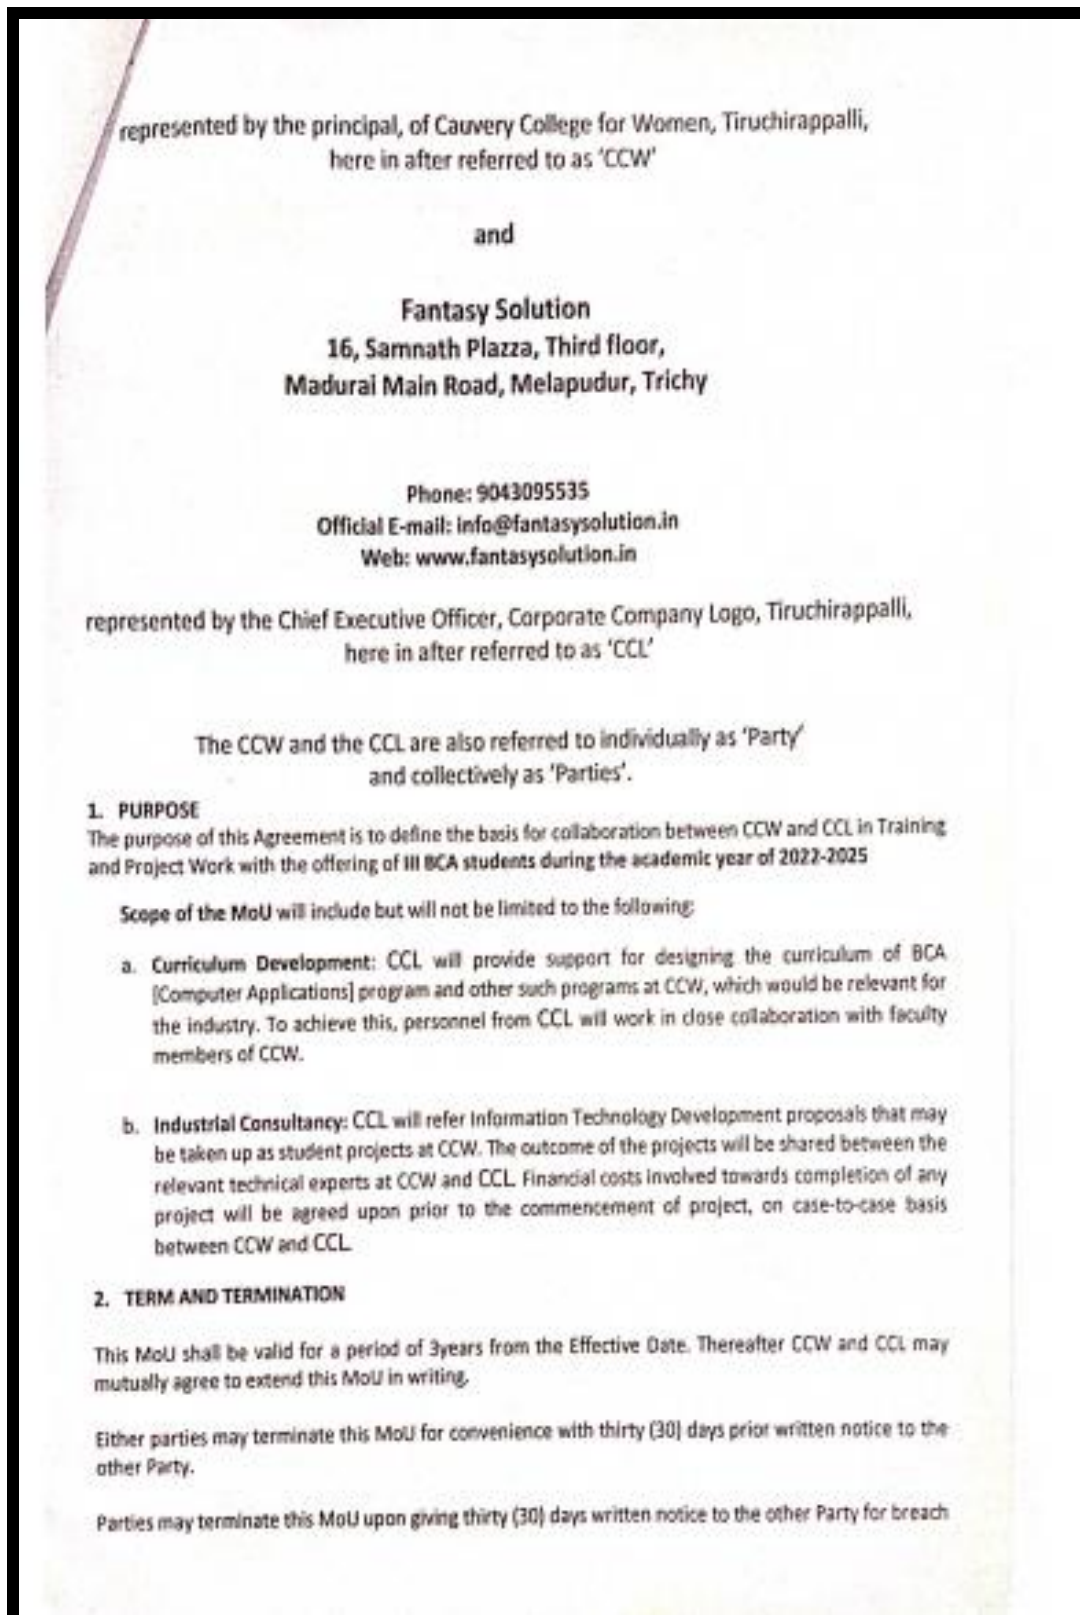 represented by the principal, of Cauvery College for Women, Tiruchirappalli,
here in after referred to as 'CCW'
and
Fantasy Solution
16, Samnath Plazza, Third floor,
Madurai Main Road, Melapudur, Trichy
Phone: 9043095535
Official E-mail: info@fantasysolution.in
Web: www.fantasysolution.in
represented by the Chief Executive Officer, Corporate Company Logo, Tiruchirappalli,
here in after referred to as 'CCL'
The CCW and the CCL are also referred to individually as 'Party'
and collectively as 'Parties'.
1. PURPOSE
The purpose of this Agreement is to define the basis for collaboration between CCW and CCL in Training
and Project Work with the offering of III BCA students during the academic year of 2022-2025
Scope of the MoU will include but will not be limited to the following:
a. Curriculum Development: CCL will provide support for designing the curriculum of BCA
[Computer Applications] program and other such programs at CCW, which would be relevant for
the industry. To achieve this, personnel from CCL will work in close collaboration with faculty
members of CCW.
b. Industrial Consultancy: CCL will refer Information Technology Development proposals that may
be taken up as student projects at CCW. The outcome of the projects will be shared between the
relevant technical experts at CCW and CCL. Financial costs involved towards completion of any
project will be agreed upon prior to the commencement of project, on case-to-case basis
between CCW and CCL.
2. TERM AND TERMINATION
This MoU shall be valid for a period of 3years from the Effective Date. Thereafter CCW and CCL may
mutually agree to extend this MoU in writing.
Either parties may terminate this MoU for convenience with thirty (30) days prior written notice to the
other Party.
Parties may terminate this MoU upon giving thirty (30) days written notice to the other Party for breach